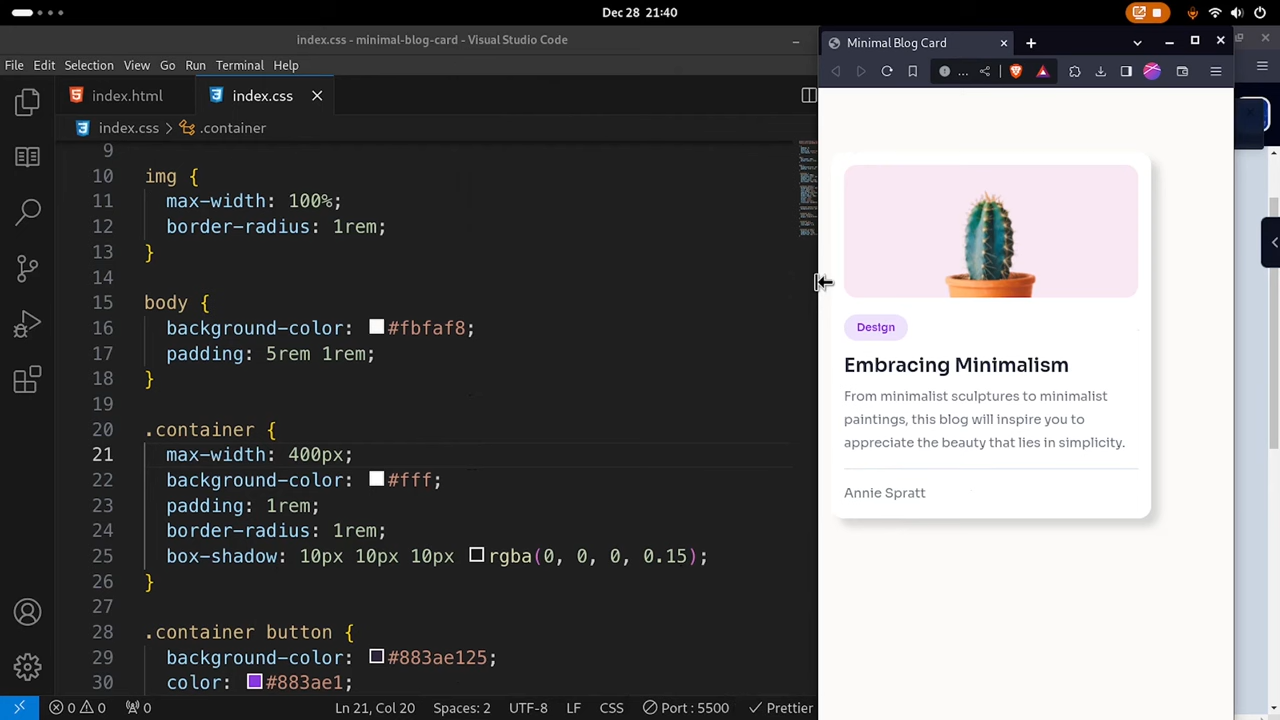 Dec 28 21:40
index.css - minimal-blog-card - Visual Studio Code
File Edit Selection View Go Run Terminal Help
index.html
index.css
index.css > .container
9
10 img {
11 max-width: 100%;
12 border-radius: 1rem;
13 }
14
15 body {
16 background-color: #fbfaf8;
17 padding: 5rem 1rem;
18 }
19
20 .container {
21 max-width: 400px;
22 background-color: #fff;
23 padding: 1rem;
24 border-radius: 1rem;
25 box-shadow: 10px 10px 10px rgba(0, 0, 0, 0.15);
26 }
27
28 .container button {
29 background-color: #883ae125;
30 color: #883ae1;
0 0 0 Ln 21, Col 20 Spaces: 2 UTF-8 LF CSS Port : 5500 Prettier
Minimal Blog Card
...
Design
Embracing Minimalism
From minimalist sculptures to minimalist
paintings, this blog will inspire you to
appreciate the beauty that lies in simplicity.
Annie Spratt